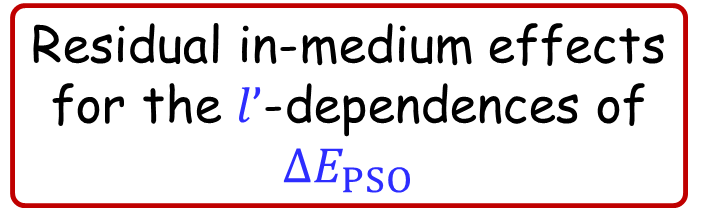 Residual in-medium effects
for the l’-dependences of
ΔE_PSO